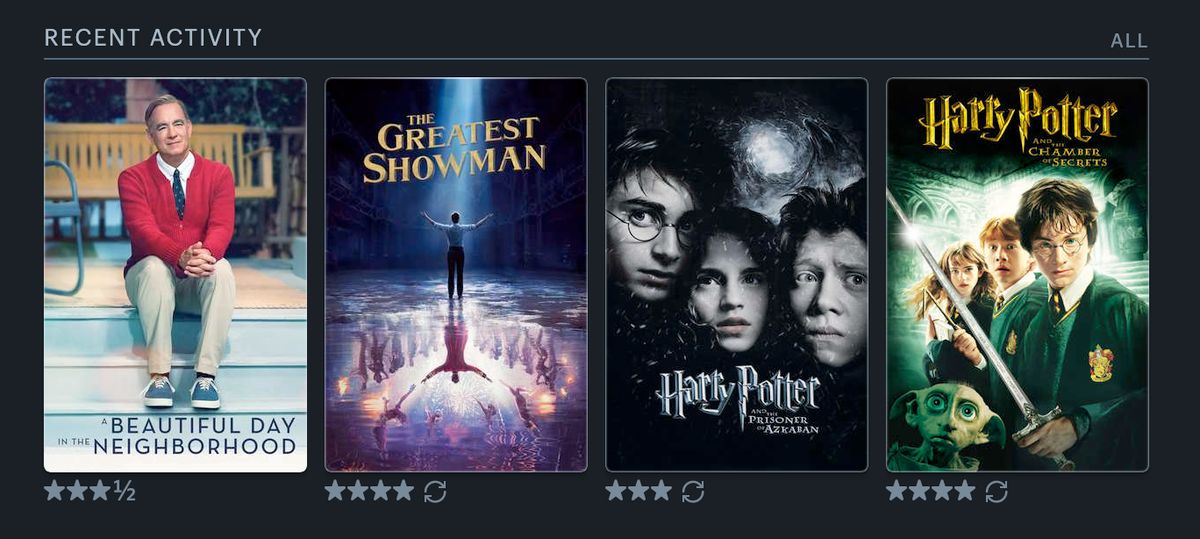 RECENT ACTIVITY
ALL
A BEAUTIFUL DAY
IN THE NEIGHBORHOOD
THE
GREATEST
SHOWMAN
Harry Potter
AND THE
PRISONER
OF AZKABAN
Harry Potter
AND THE
CHAMBER
OF SECRETS
★★★½
★★★★
★★★
★★★★